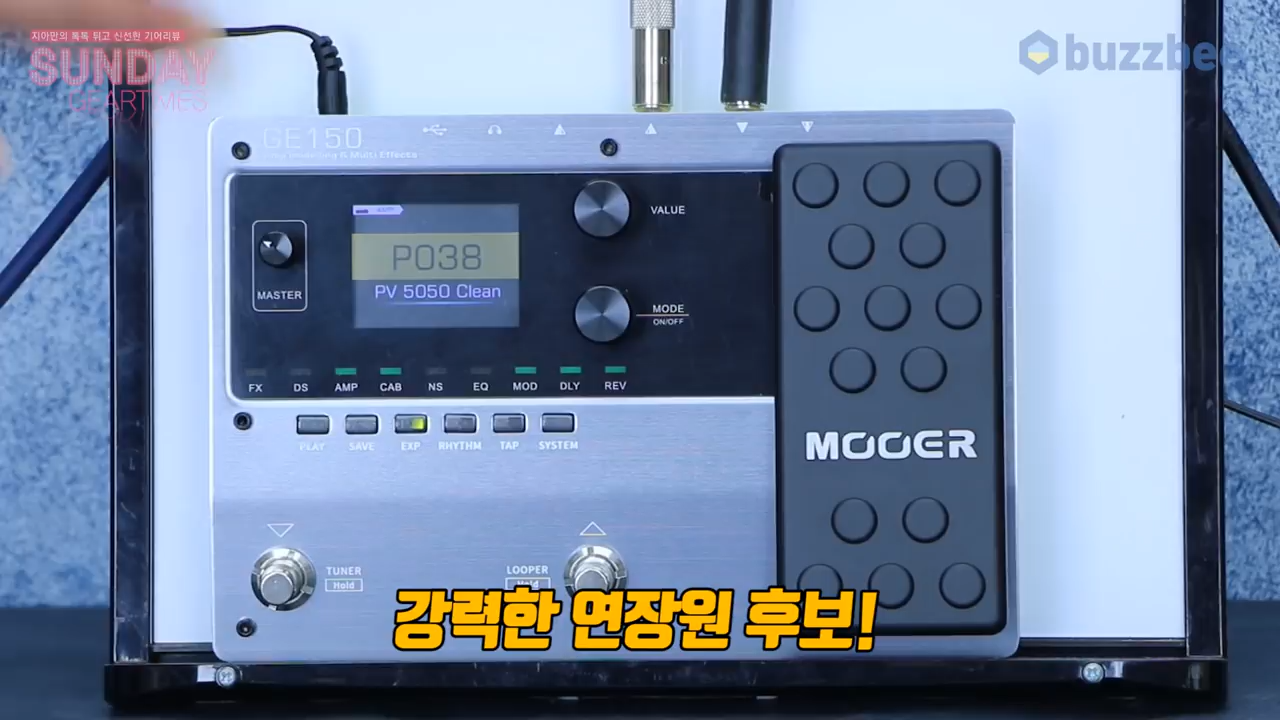 지아만의 톡톡 튀고 신선한 기어리뷰
SUNDAY
GEARTIMES
buzzbee
GE150
& Multi Effects
VALUE
P038
PV 5050 Clean
MASTER
MODE
ON/OFF
FX DS AMP CAB NS EQ MOD DLY REV
PLAY SAVE EXP RHYTHM TAP SYSTEM
MOOER
TUNER
Hold
LOOPER
Hold
강력한 연장원 후보!